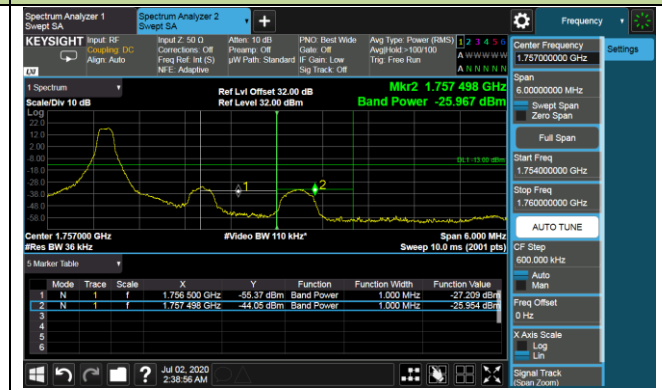 Spectrum Analyzer 1
Swept SA
Spectrum Analyzer 2
Swept SA
+
Frequency
KEYSIGHT
Input: RF
Coupling: DC
Align: Auto
Input Z: 50 Ω
Corrections: Off
Freq Ref: Int (S)
NFE: Adaptive
Atten: 10 dB
Preamp: Off
µW Path: Standard
PNO: Best Wide
Gate: Off
IF Gain: Low
Sig Track: Off
Avg Type: Power (RMS)
Avg|Hold:>100/100
Trig: Free Run
1 2 3 4 5 6
A W W W W W
A N N N N N
LXI
1 Spectrum
Scale/Div 10 dB
Log
Ref Lvl Offset 32.00 dB
Ref Level 32.00 dBm
Mkr2 1.757 498 GHz
Band Power -25.967 dBm
22.0
12.0
2.00
-8.00
-18.0
-28.0
-38.0
-48.0
-58.0
DL1 -13.00 dBm
1
2
Center 1.757000 GHz
#Res BW 36 kHz
#Video BW 110 kHz*
Span 6.000 MHz
Sweep 10.0 ms (2001 pts)
5 Marker Table
Mode Trace Scale X Y Function Function Width Function Value
1 N 1 f 1.756 500 GHz -55.37 dBm Band Power 1.000 MHz -27.209 dBm
2 N 1 f 1.757 498 GHz -44.05 dBm Band Power 1.000 MHz -25.954 dBm
3
4
5
6
?
Jul 02, 2020
2:38:56 AM
Center Frequency
1.757000000 GHz
Settings
Span
6.00000000 MHz
Swept Span
Zero Span
Full Span
Start Freq
1.754000000 GHz
Stop Freq
1.760000000 GHz
AUTO TUNE
CF Step
600.000 kHz
Auto
Man
Freq Offset
0 Hz
X Axis Scale
Log
Lin
Signal Track
(Span Zoom)